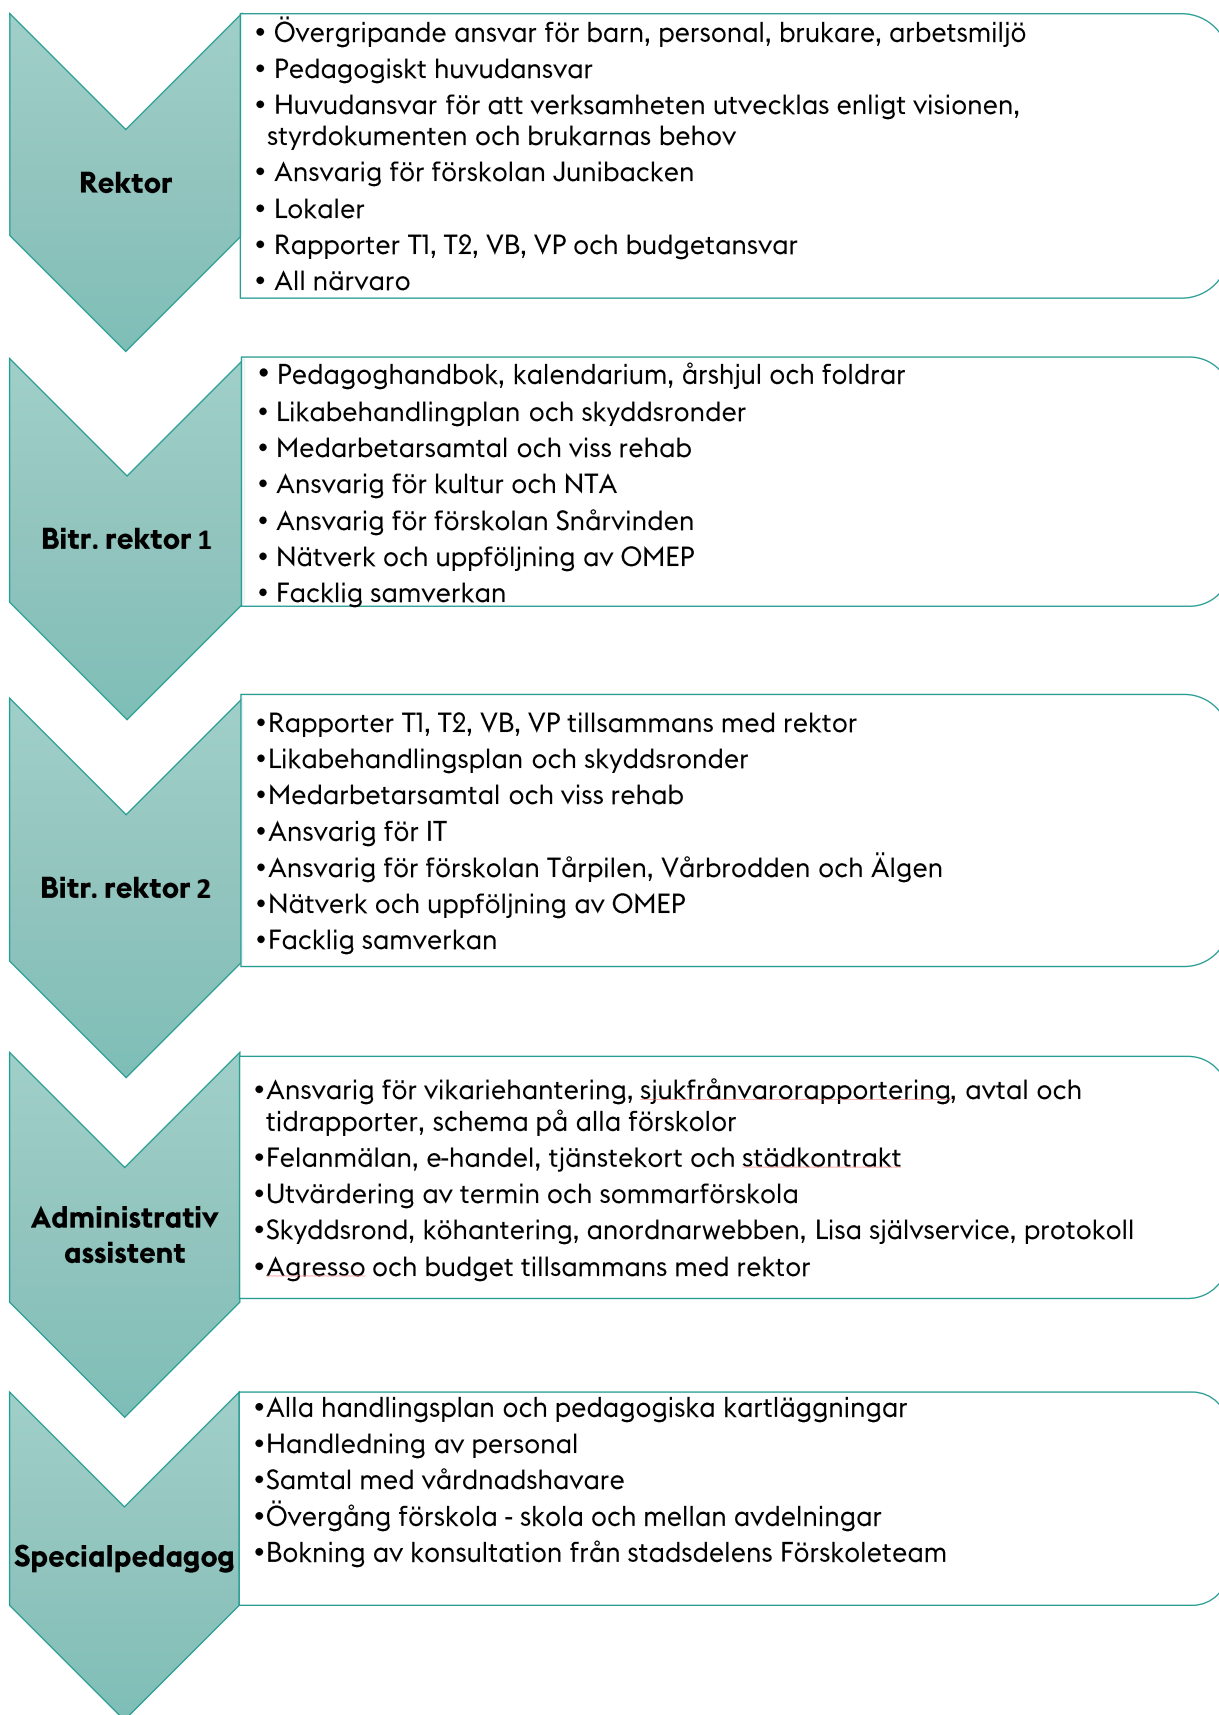 Rektor
• Övergripande ansvar för barn, personal, brukare, arbetsmiljö
• Pedagogiskt huvudansvar
• Huvudansvar för att verksamheten utvecklas enligt visionen,
styrdokumenten och brukarnas behov
• Ansvarig för förskolan Junibacken
• Lokaler
• Rapporter T1, T2, VB, VP och budgetansvar
• All närvaro
Bitr. rektor 1
• Pedagoghandbok, kalendarium, årshjul och foldrar
• Likabehandlingplan och skyddsronder
• Medarbetarsamtal och viss rehab
• Ansvarig för kultur och NTA
• Ansvarig för förskolan Snårvinden
• Nätverk och uppföljning av OMEP
• Facklig samverkan
Bitr. rektor 2
•Rapporter T1, T2, VB, VP tillsammans med rektor
•Likabehandlingsplan och skyddsronder
•Medarbetarsamtal och viss rehab
•Ansvarig för IT
•Ansvarig för förskolan Tårpilen, Vårbrodden och Älgen
•Nätverk och uppföljning av OMEP
•Facklig samverkan
Administrativ
assistent
•Ansvarig för vikariehantering, sjukfrånvarorapportering, avtal och
tidrapporter, schema på alla förskolor
•Felanmälan, e-handel, tjänstekort och städkontrakt
•Utvärdering av termin och sommarförskola
•Skyddsrond, köhantering, anordnarwebben, Lisa självservice, protokoll
•Agresso och budget tillsammans med rektor
Specialpedagog
•Alla handlingsplan och pedagogiska kartläggningar
•Handledning av personal
•Samtal med vårdnadshavare
•Övergång förskola - skola och mellan avdelningar
•Bokning av konsultation från stadsdelens Förskoleteam